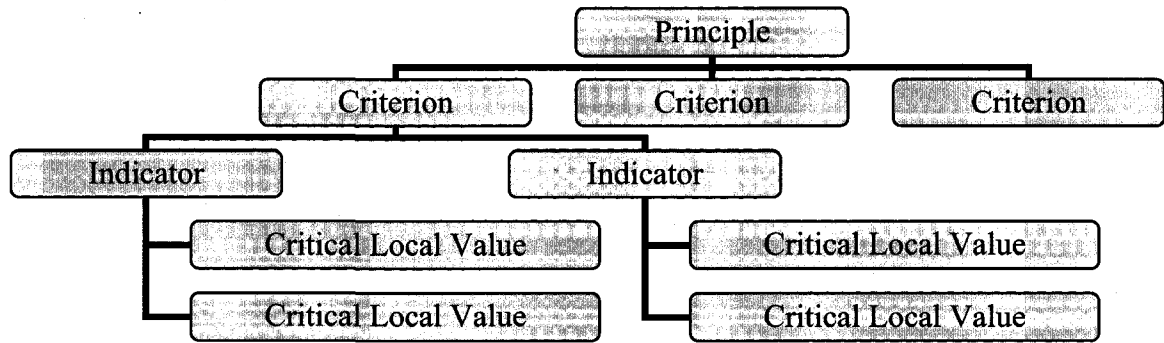 Principle
Criterion
Criterion
Criterion
Indicator
Indicator
Critical Local Value
Critical Local Value
Critical Local Value
Critical Local Value